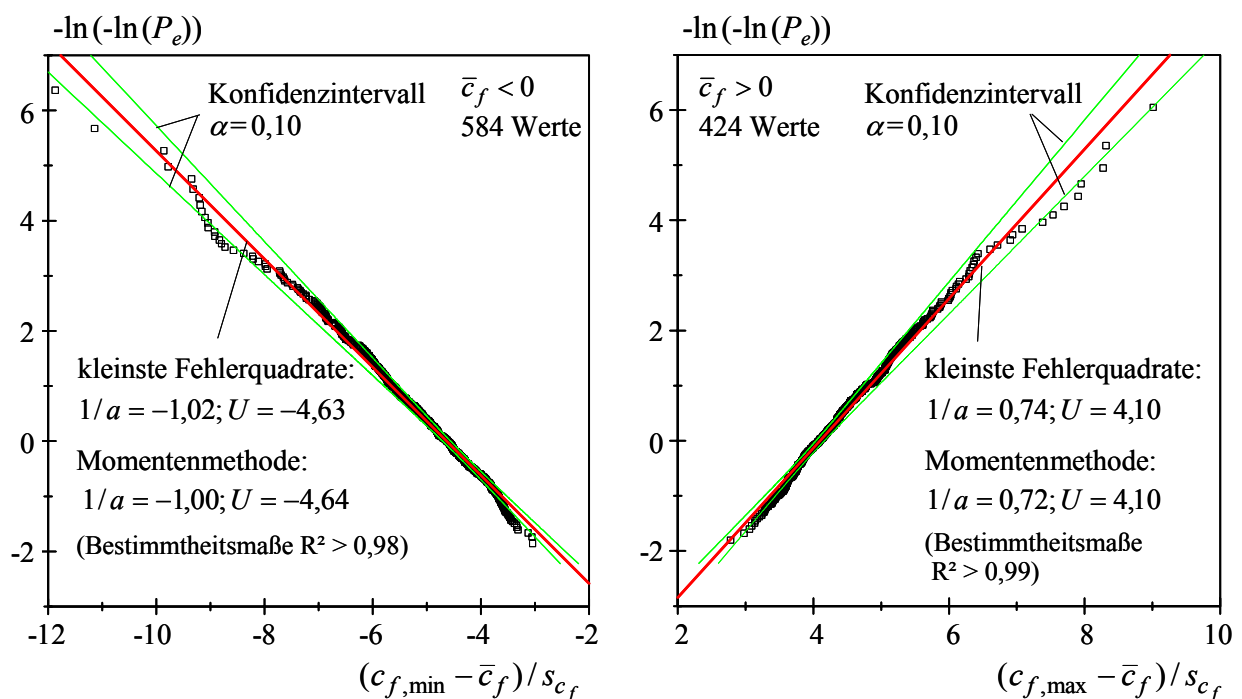 -ln(-ln(P_e))
6
4
2
0
-2
-12
-10
-8
-6
-4
-2
Konfidenzintervall
α=0,10
c̅_f < 0
584 Werte
kleinste Fehlerquadrate:
1/a = −1,02; U = −4,63
Momentenmethode:
1/a = −1,00; U = −4,64
(Bestimmtheitsmaße R² > 0,98)
(c_f,min − c̅_f) / s_c_f
-ln(-ln(P_e))
6
4
2
0
-2
2
4
6
8
10
c̅_f > 0
424 Werte
Konfidenzintervall
α=0,10
kleinste Fehlerquadrate:
1/a = 0,74; U = 4,10
Momentenmethode:
1/a = 0,72; U = 4,10
(Bestimmtheitsmaße
R² > 0,99)
(c_f,max − c̅_f) / s_c_f